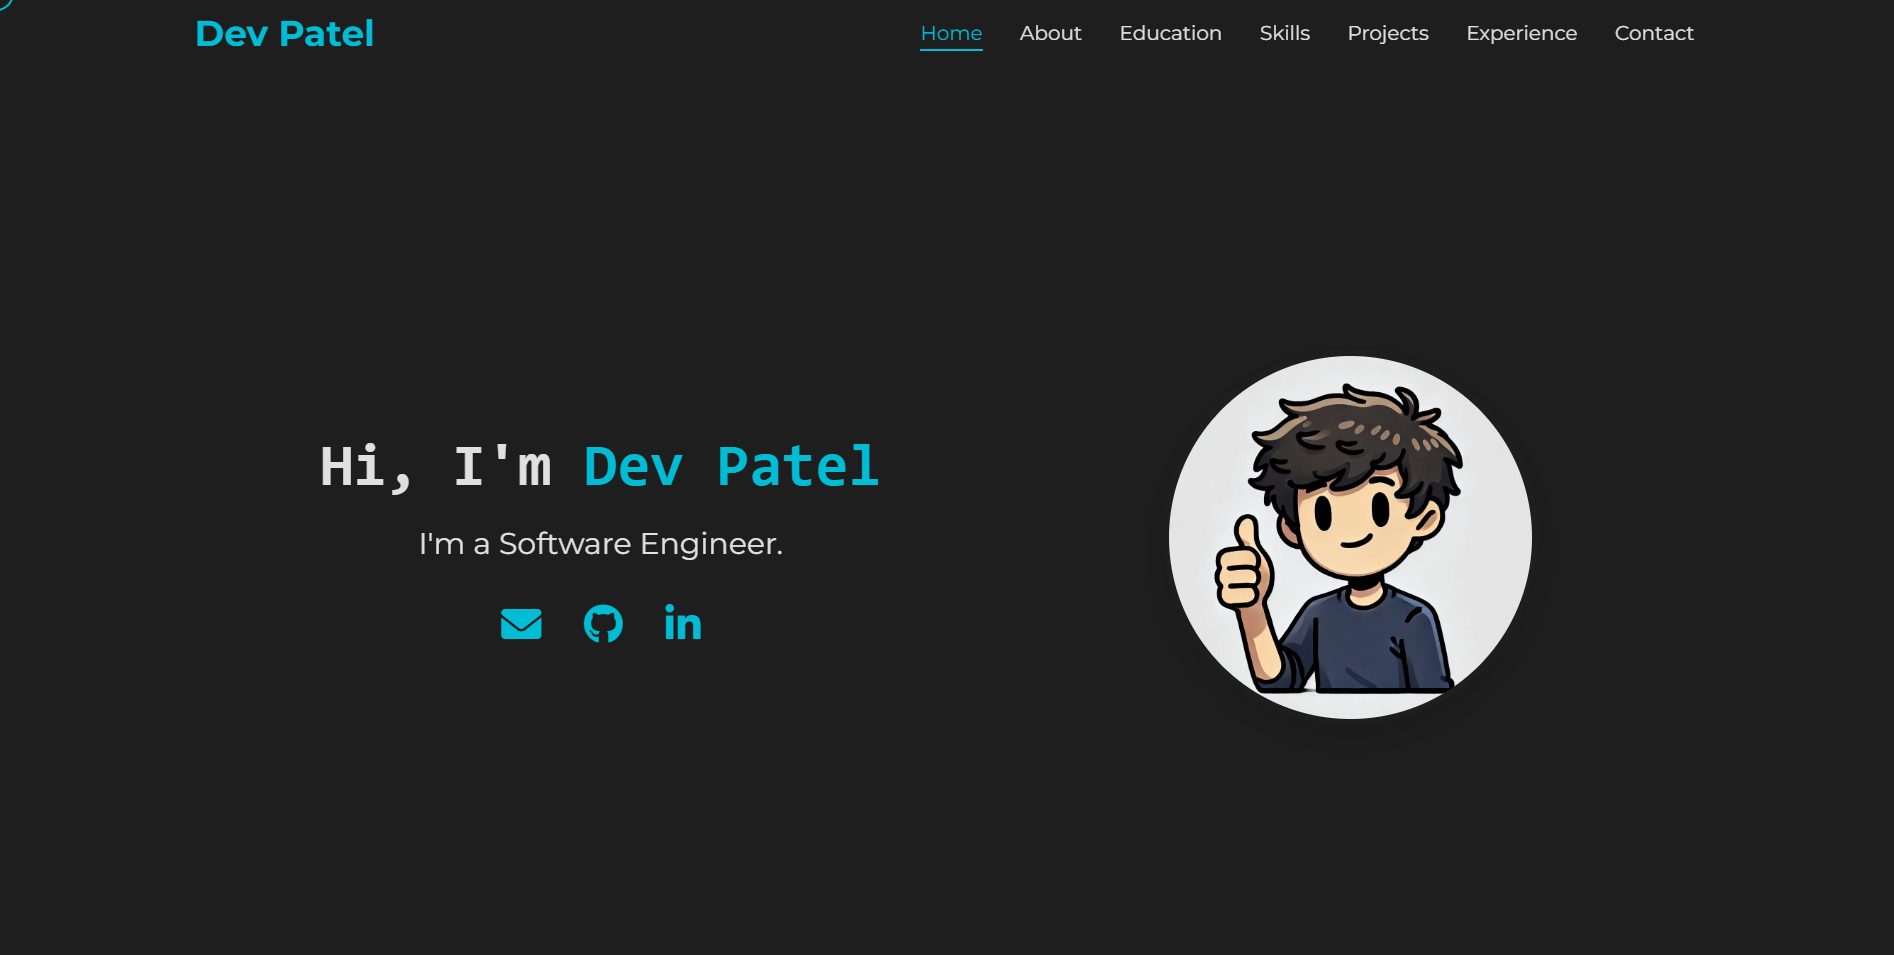 Dev Patel
Home About Education Skills Projects Experience Contact
Hi, I'm Dev Patel
I'm a Software Engineer.
in